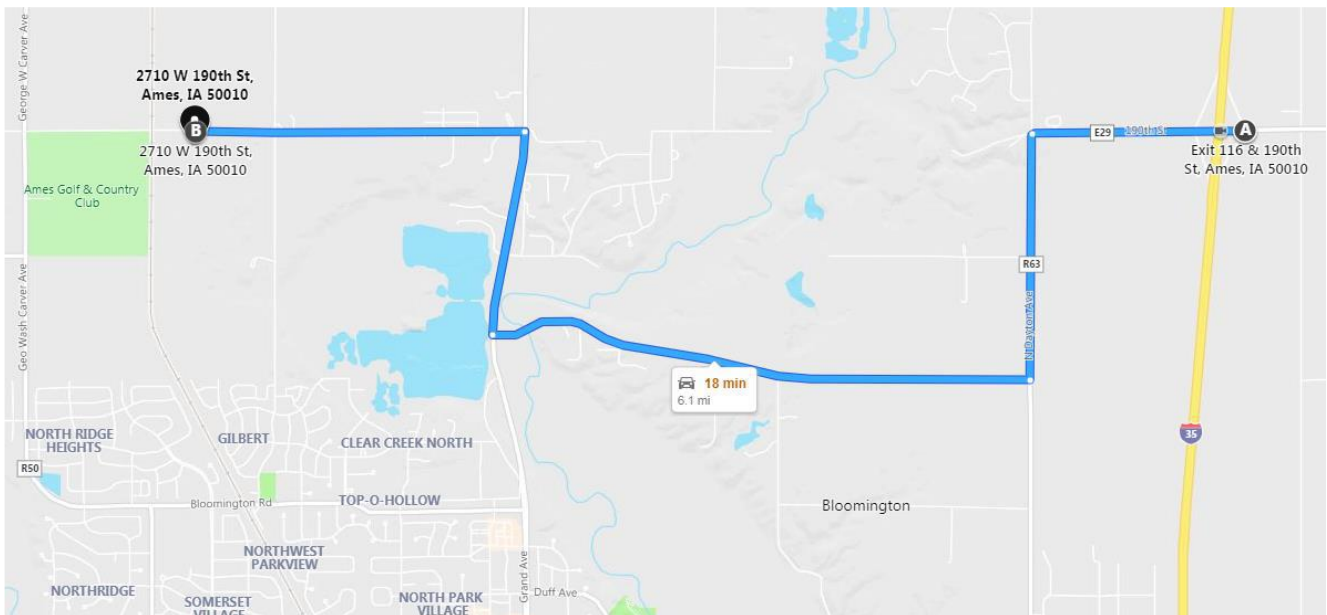 George W Carver Ave
2710 W 190th St,
Ames, IA 50010
B
2710 W 190th St,
Ames, IA 50010
Ames Golf & Country
Club
Geo Wash Carver Ave
E29
190th St
A
Exit 116 & 190th
St, Ames, IA 50010
R63
N Dayton Ave
18 min
6.1 mi
35
NORTH RIDGE
HEIGHTS
GILBERT
CLEAR CREEK NORTH
R50
Bloomington Rd
TOP-O-HOLLOW
Bloomington
NORTHWEST
PARKVIEW
Grand Ave
Duff Ave
NORTHRIDGE
SOMERSET
VILLAGE
NORTH PARK
VILLAGE